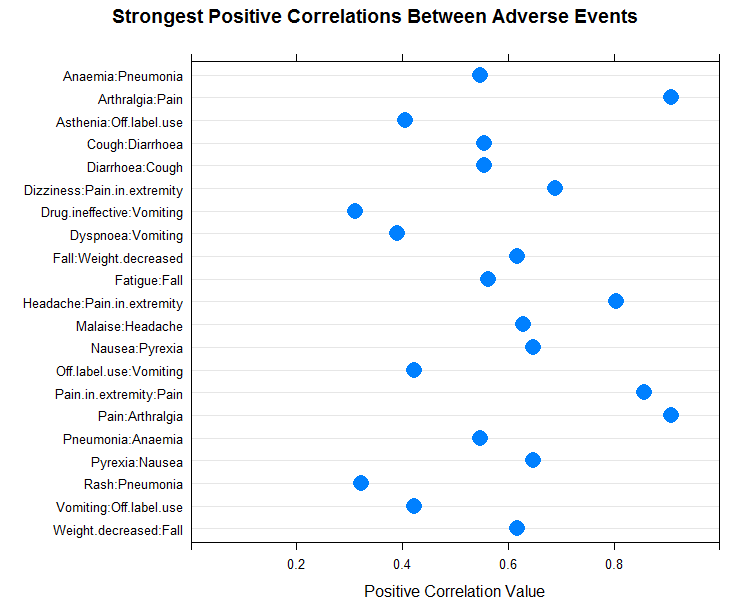 Strongest Positive Correlations Between Adverse Events
Anaemia:Pneumonia
Arthralgia:Pain
Asthenia:Off.label.use
Cough:Diarrhoea
Diarrhoea:Cough
Dizziness:Pain.in.extremity
Drug.ineffective:Vomiting
Dyspnoea:Vomiting
Fall:Weight.decreased
Fatigue:Fall
Headache:Pain.in.extremity
Malaise:Headache
Nausea:Pyrexia
Off.label.use:Vomiting
Pain.in.extremity:Pain
Pain:Arthralgia
Pneumonia:Anaemia
Pyrexia:Nausea
Rash:Pneumonia
Vomiting:Off.label.use
Weight.decreased:Fall
0.2 0.4 0.6 0.8
Positive Correlation Value